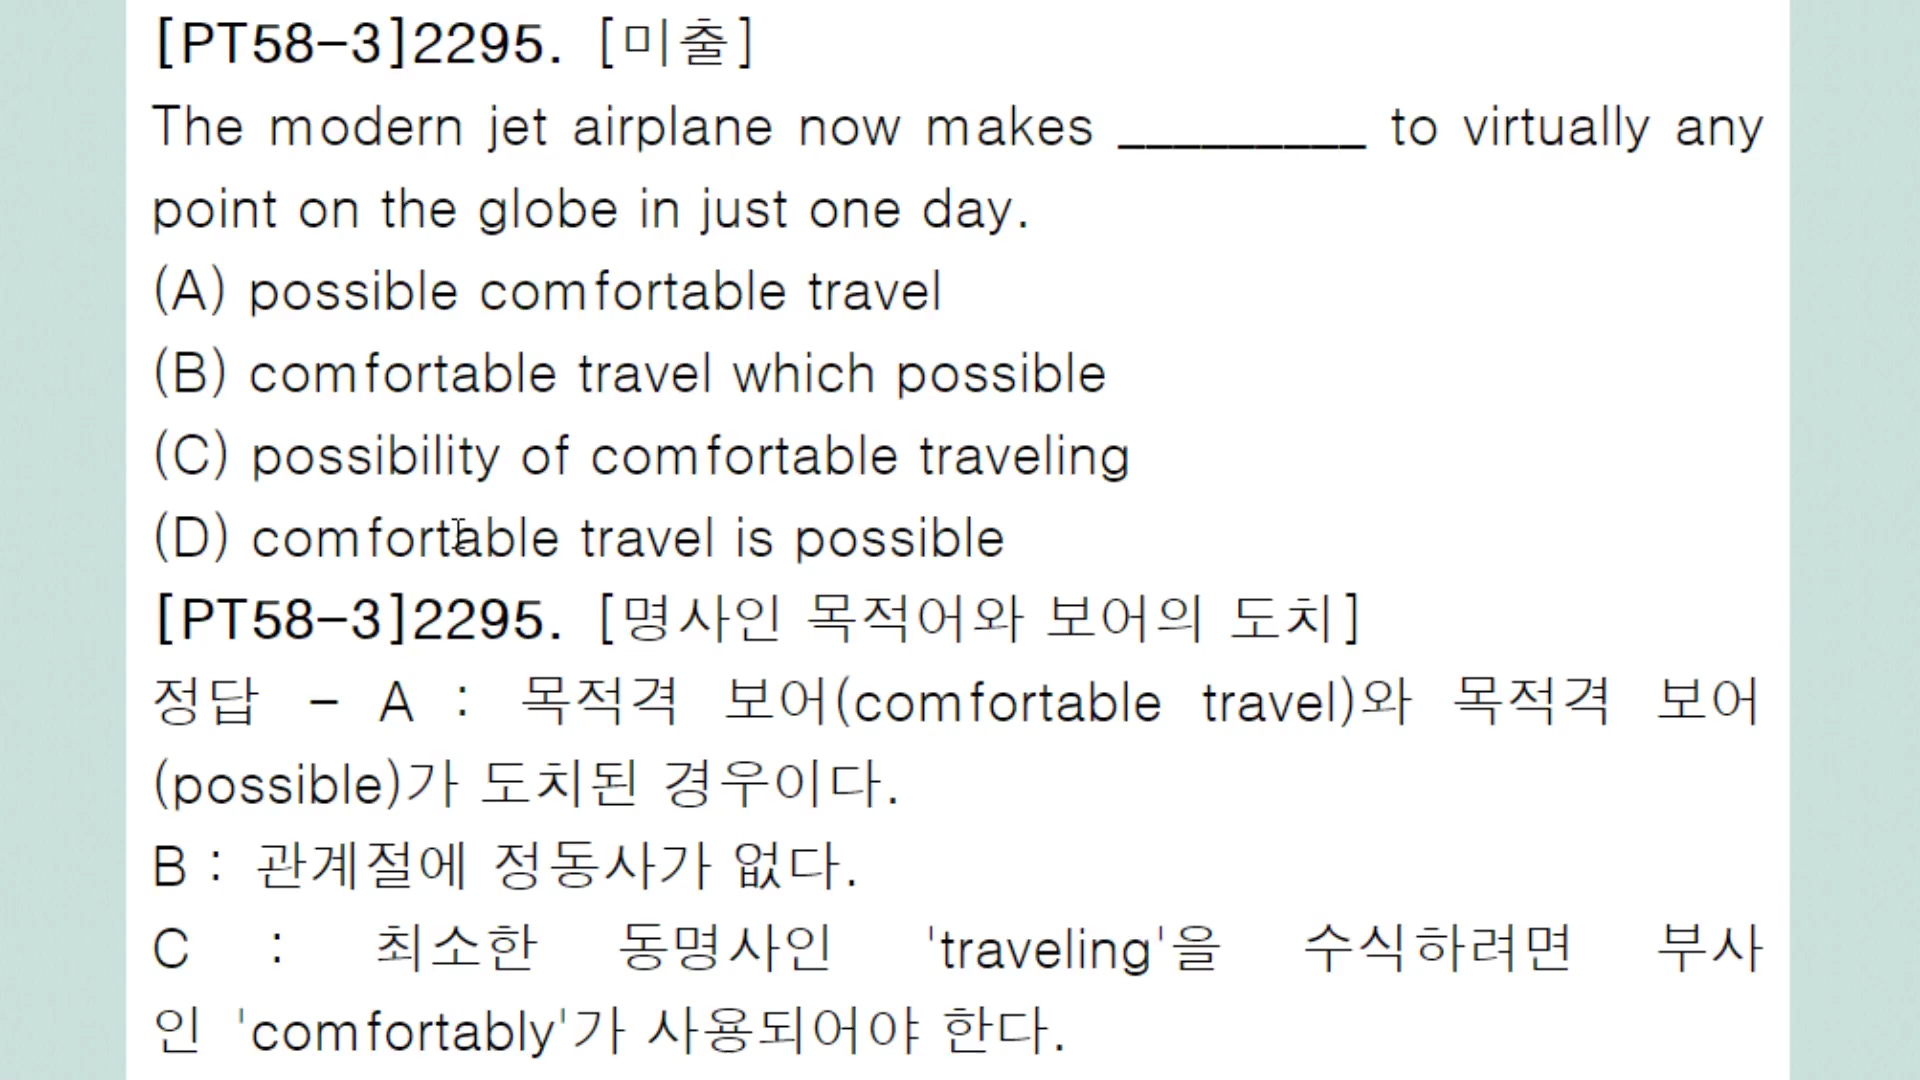 [PT58-3]2295. [미출]
The modern jet airplane now makes _________ to virtually any
point on the globe in just one day.
(A) possible comfortable travel
(B) comfortable travel which possible
(C) possibility of comfortable traveling
(D) comfortable travel is possible
[PT58-3]2295. [명사인 목적어와 보어의 도치]
정답 - A : 목적격 보어(comfortable travel)와 목적격 보어
(possible)가 도치된 경우이다.
B : 관계절에 정동사가 없다.
C : 최소한 동명사인 'traveling'을 수식하려면 부사
인 'comfortably'가 사용되어야 한다.